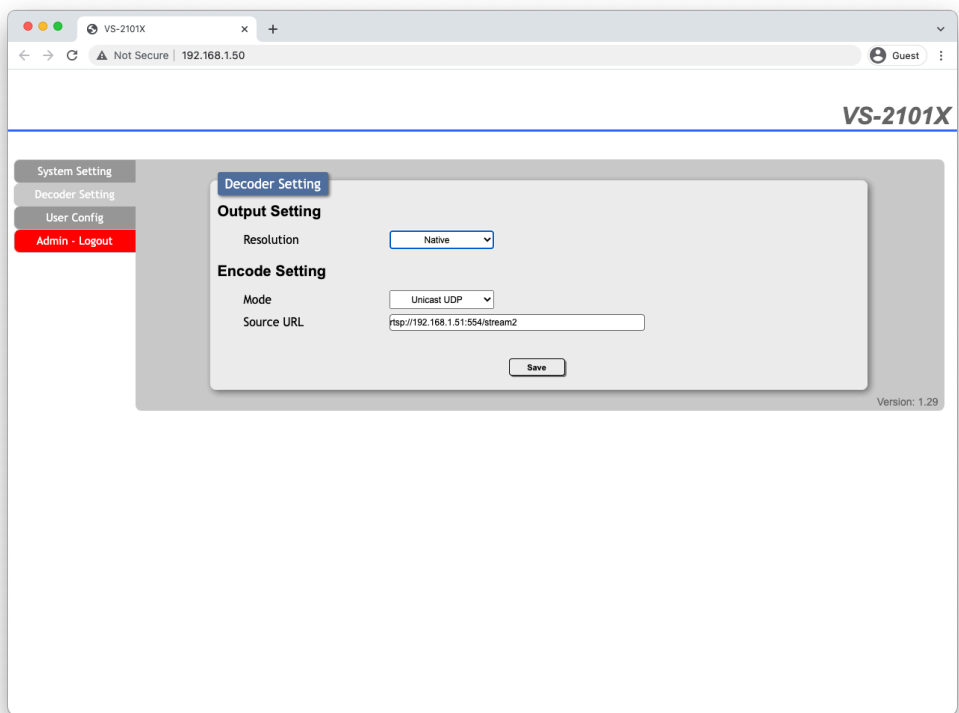 VS-2101X
Not Secure | 192.168.1.50
Guest
VS-2101X
System Setting
Decoder Setting
User Config
Admin - Logout
Decoder Setting
Output Setting
Resolution Native
Encode Setting
Mode Unicast UDP
Source URL rtsp://192.168.1.51:554/stream2
Save
Version: 1.29